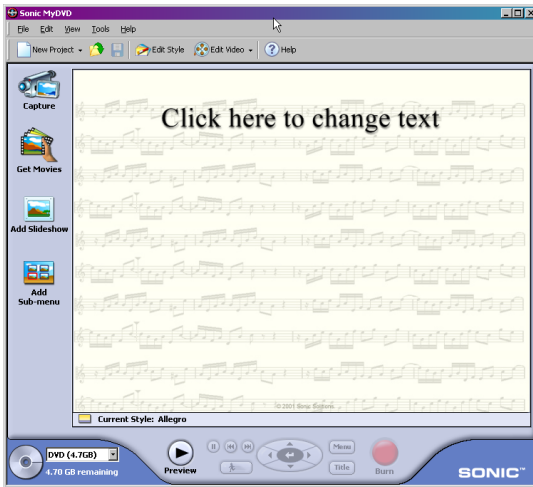 Sonic MyDVD
File Edit View Tools Help
New Project Edit Style Edit Video Help
Capture
Get Movies
Add Slideshow
Add
Sub-menu
Click here to change text
© 2001 Sonic Solutions
Current Style: Allegro
DVD (4.7GB)
4.70 GB remaining
Preview
Menu
Title
Burn
SONIC™